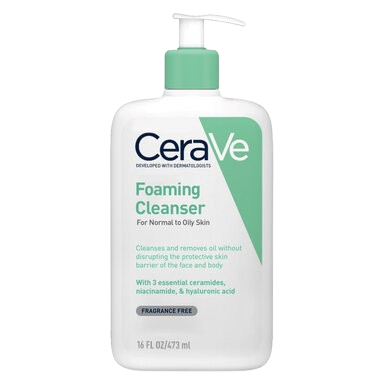 CeraVe
DEVELOPED WITH DERMATOLOGISTS
Foaming
Cleanser
For Normal to Oily Skin
Cleanses and removes oil without
disrupting the protective skin
barrier of the face and body
With 3 essential ceramides,
niacinamide, & hyaluronic acid
FRAGRANCE FREE
16 FL OZ/473 ml